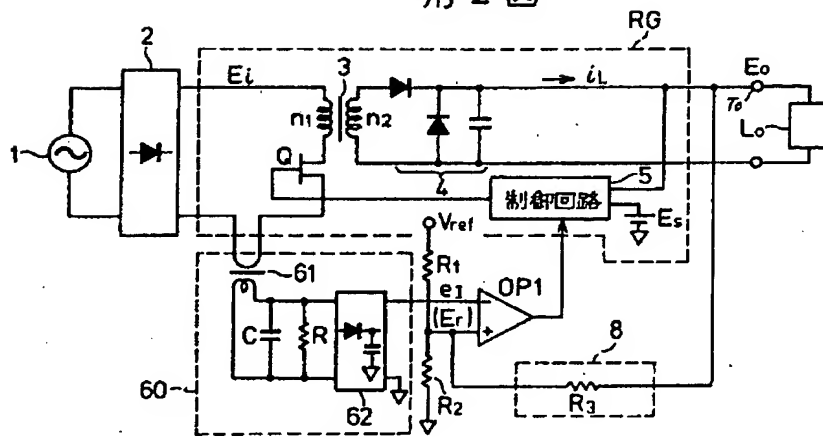 第2図
RG
2
Ei
3
iL
Eo
To
n1
n2
Lo
1
Q
4
5
制御回路
Es
Vref
61
R1
OP1
eI
(Er)
C
R
8
60
62
R2
R3